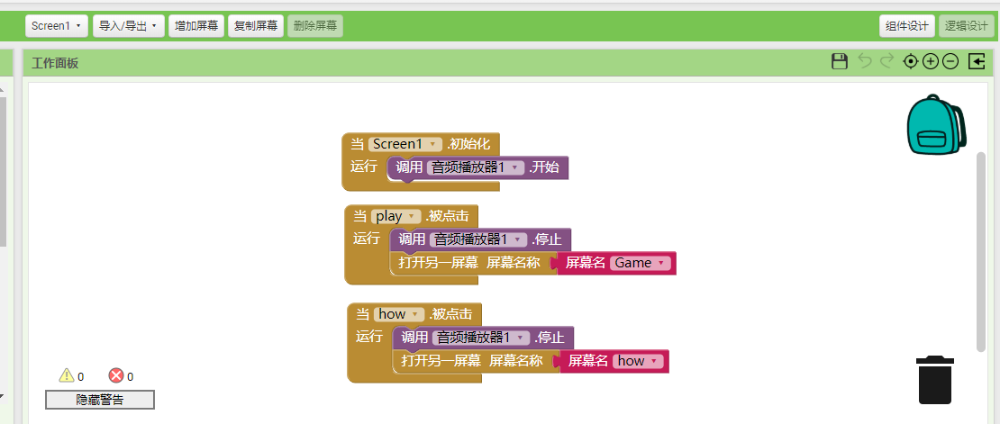 Screen1 导入/导出 增加屏幕 复制屏幕 删除屏幕 组件设计 逻辑设计
工作面板
当 Screen1 .初始化
运行 调用 音频播放器1 .开始
当 play .被点击
运行 调用 音频播放器1 .停止
打开另一屏幕 屏幕名称 屏幕名 Game
当 how .被点击
运行 调用 音频播放器1 .停止
打开另一屏幕 屏幕名称 屏幕名 how
0 0
隐藏警告